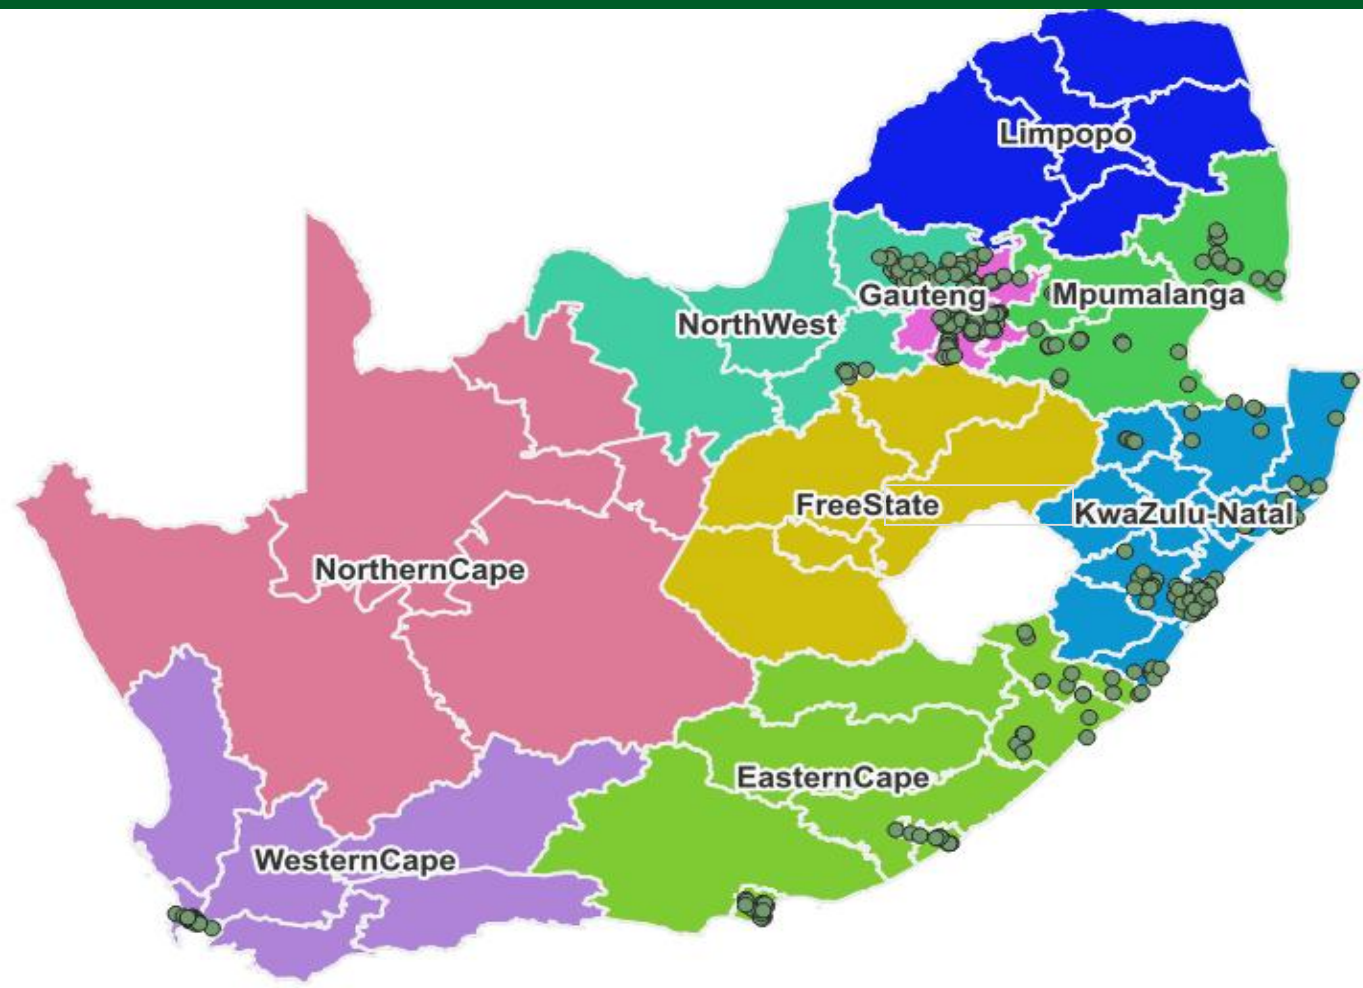 Limpopo
Gauteng
Mpumalanga
NorthWest
FreeState
KwaZulu-Natal
NorthernCape
EasternCape
WesternCape